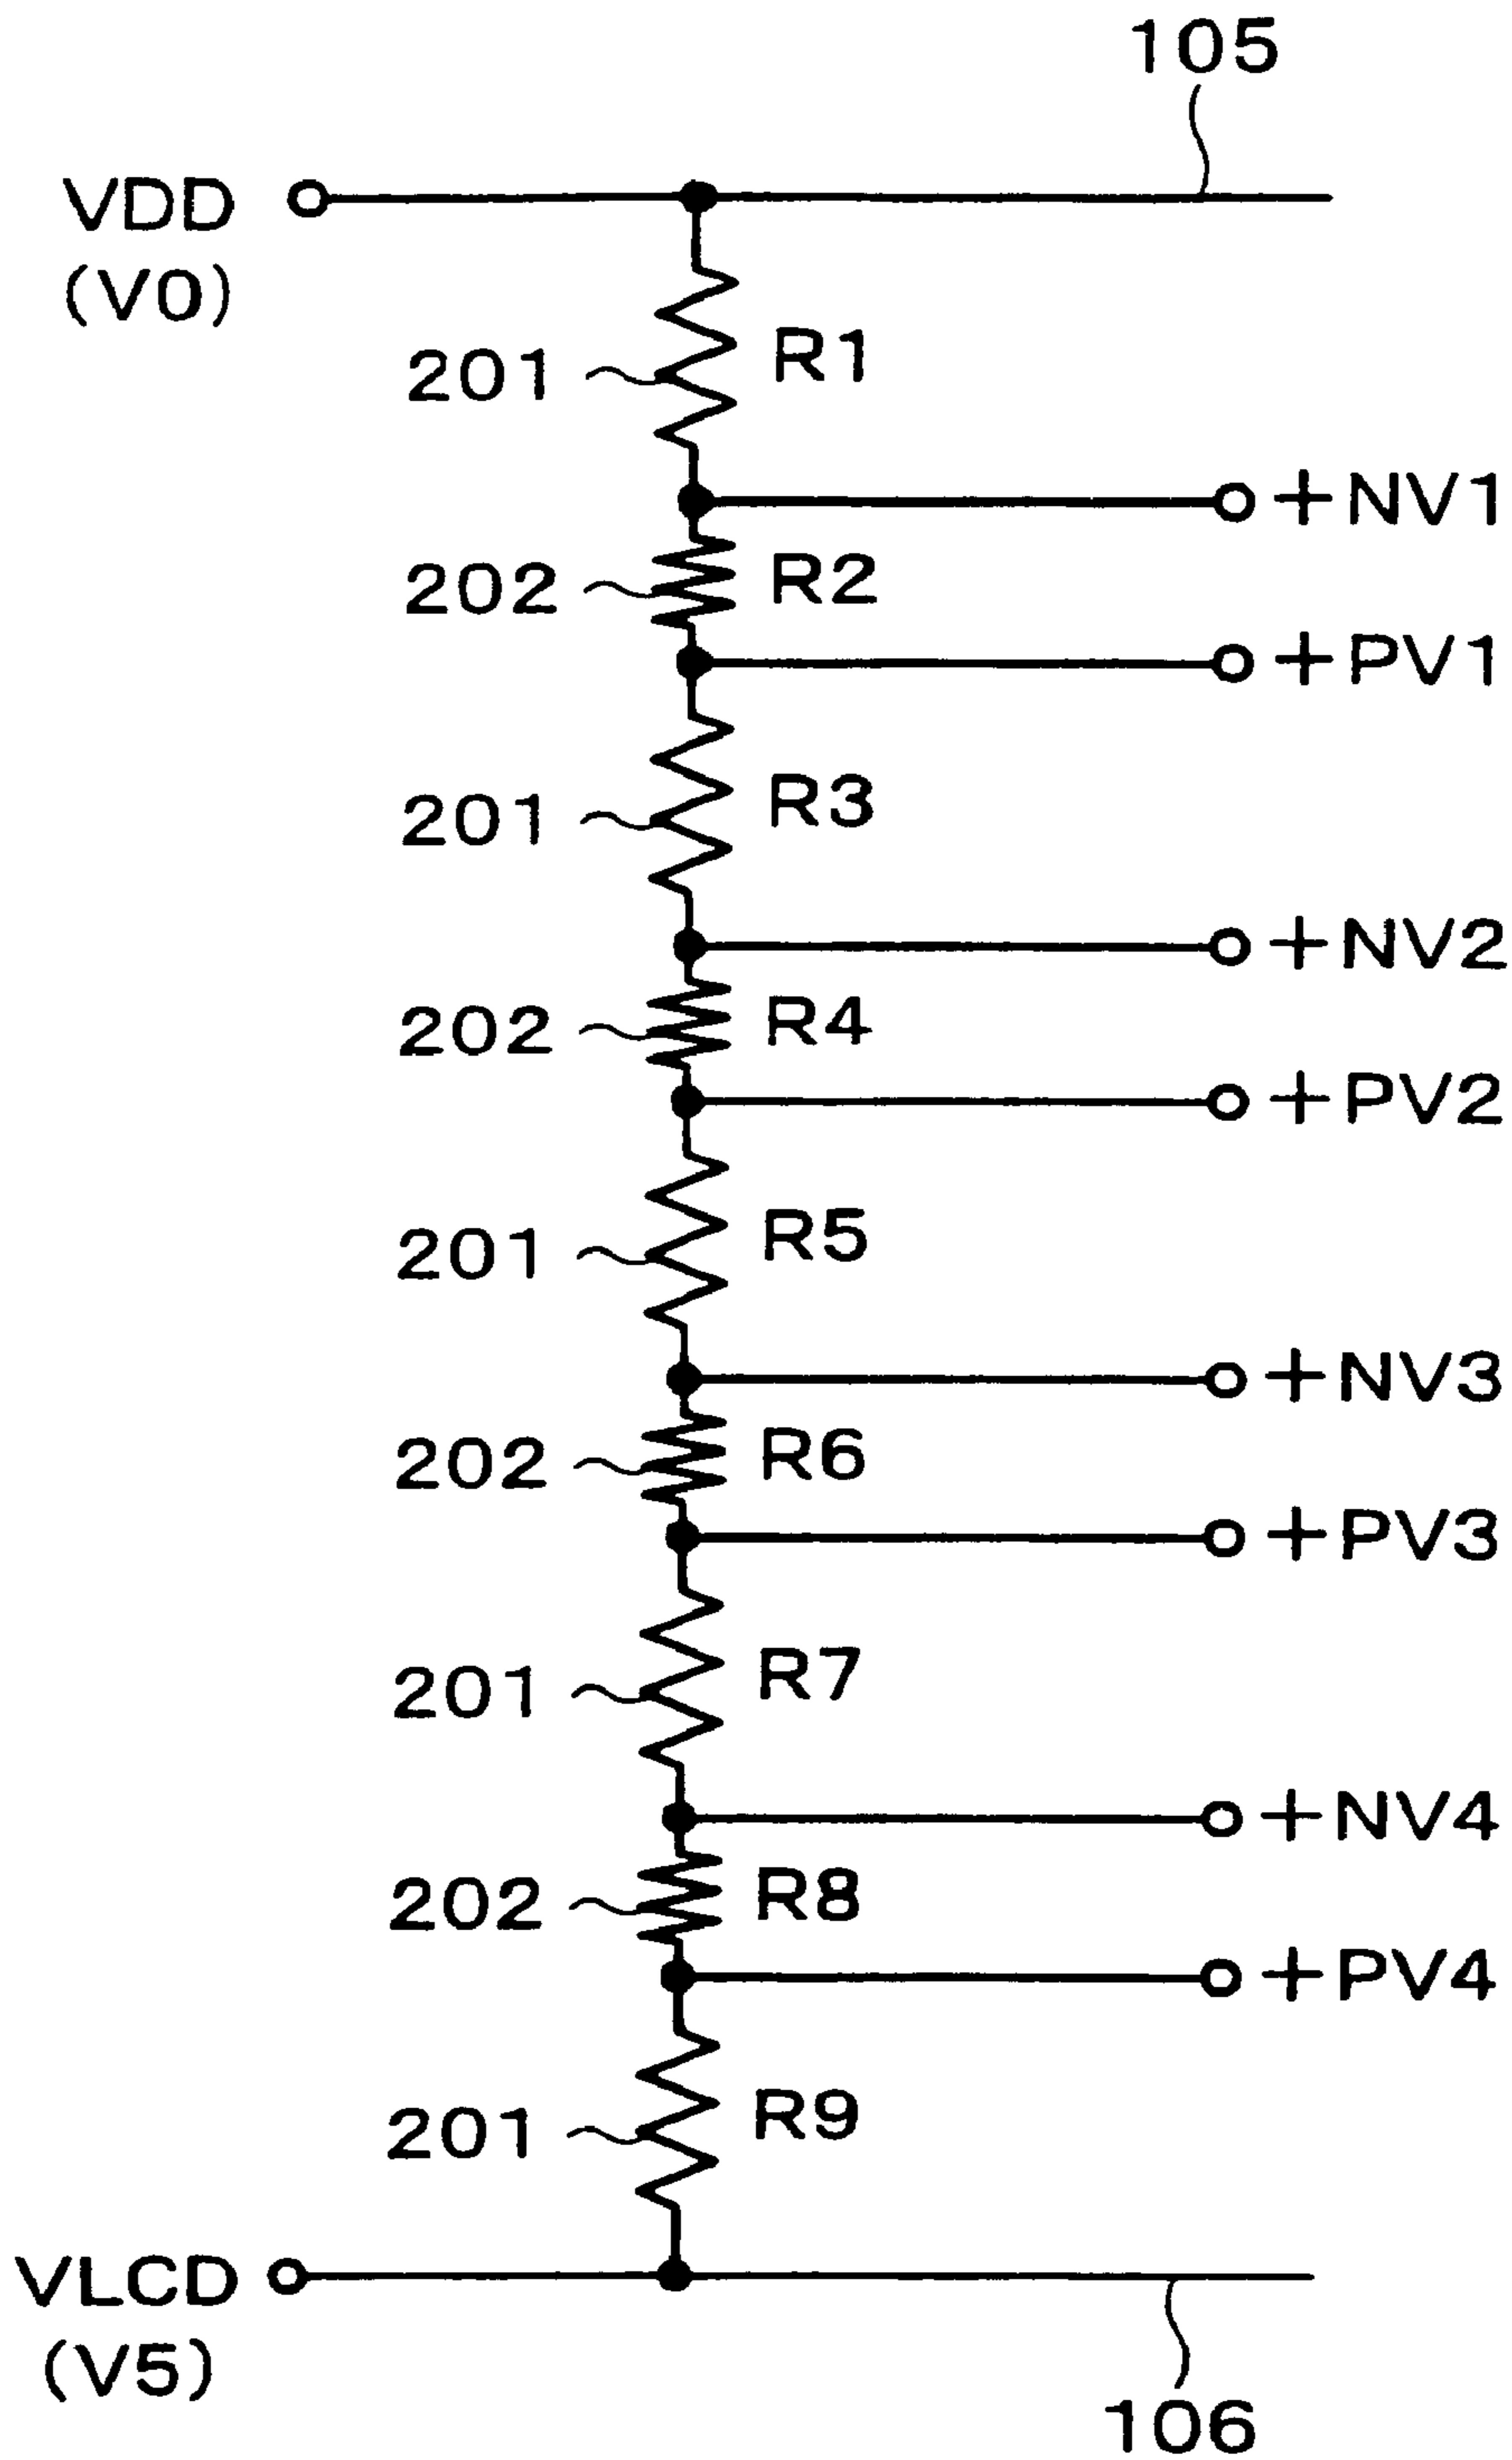 105
VDD
(V0)
201 R1
+NV1
202 R2
+PV1
201 R3
+NV2
202 R4
+PV2
201 R5
+NV3
202 R6
+PV3
201 R7
+NV4
202 R8
+PV4
201 R9
VLCD
(V5)
106